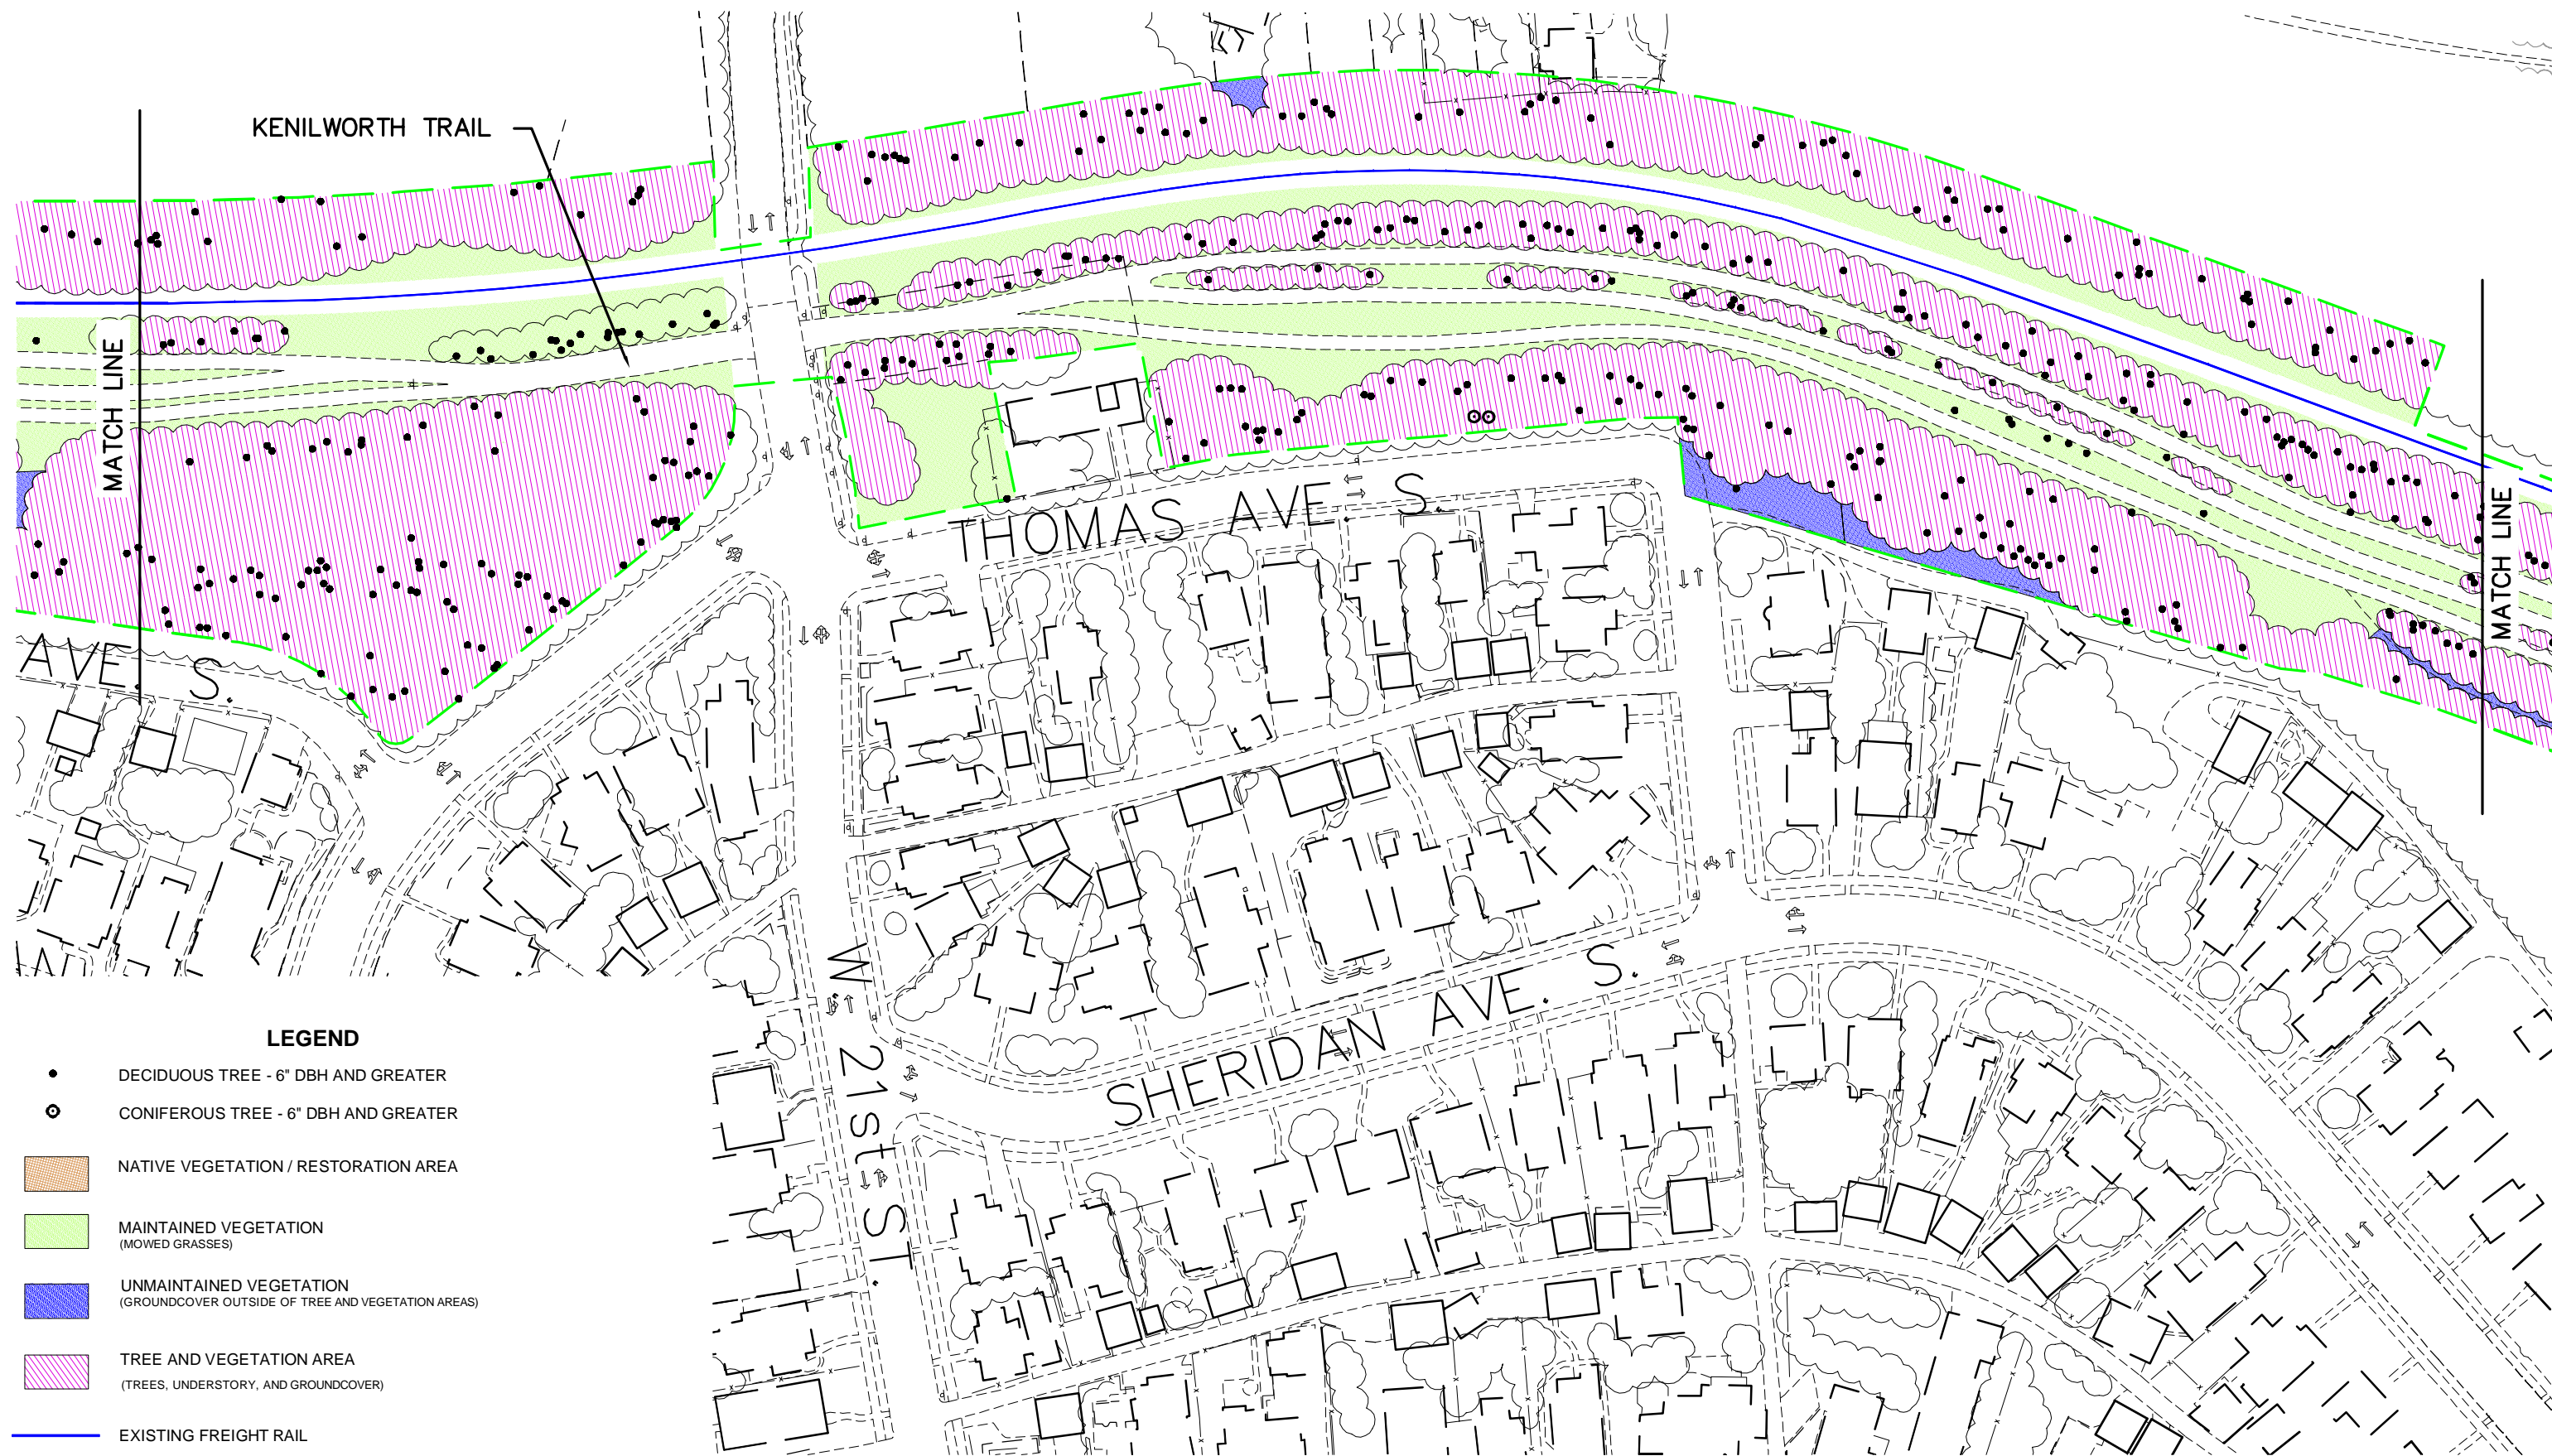 KENILWORTH TRAIL
MATCH LINE
MATCH LINE
THOMAS AVE. S.
AVE. S.
W. 21St ST.
SHERIDAN AVE. S.
LEGEND
DECIDUOUS TREE - 6" DBH AND GREATER
CONIFEROUS TREE - 6" DBH AND GREATER
NATIVE VEGETATION / RESTORATION AREA
MAINTAINED VEGETATION
(MOWED GRASSES)
UNMAINTAINED VEGETATION
(GROUNDCOVER OUTSIDE OF TREE AND VEGETATION AREAS)
TREE AND VEGETATION AREA
(TREES, UNDERSTORY, AND GROUNDCOVER)
EXISTING FREIGHT RAIL